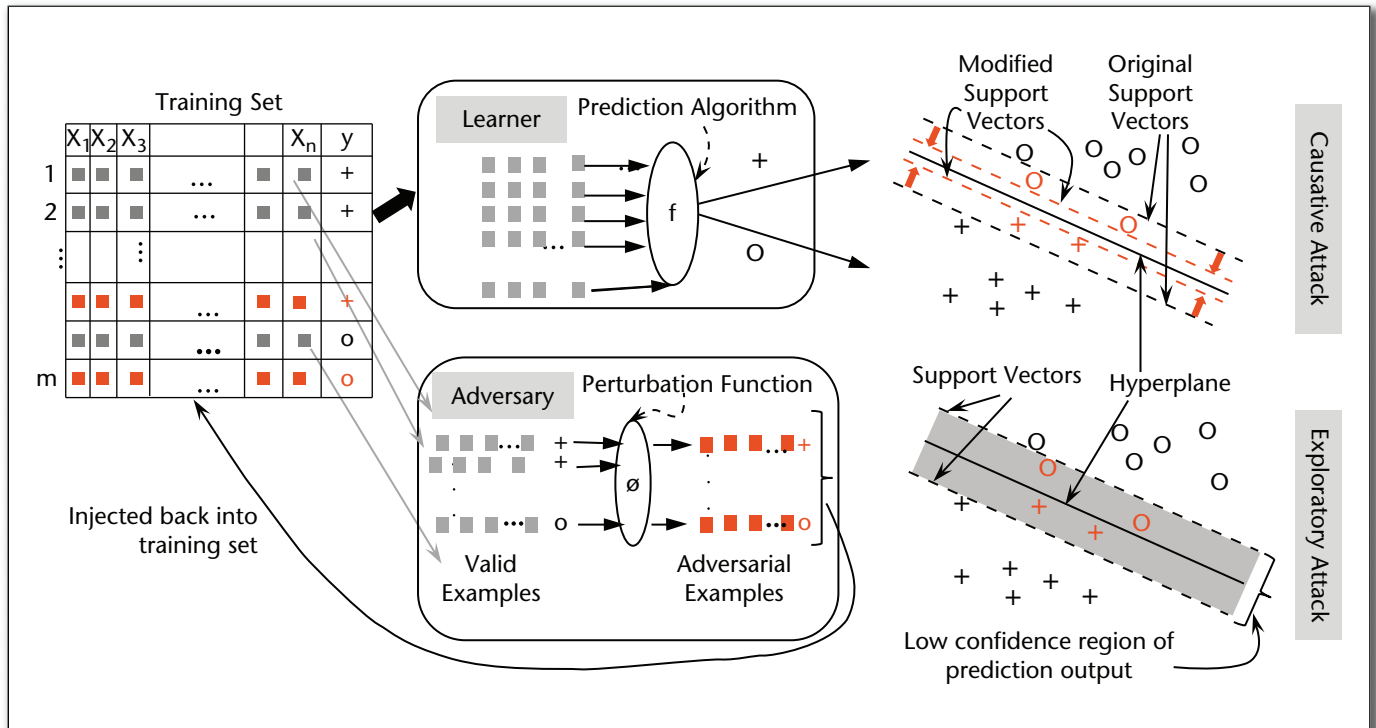 Training Set
X1 X2 X3 Xn y
1 ... +
2 ... +
⋮ ⋮
... +
... o
m ... o
Injected back into
training set
Learner
Prediction Algorithm
...
...
f
+
O
Adversary
Perturbation Function
... + ... +
+
ø
... o ... o
Valid
Examples
Adversarial
Examples
Modified
Support
Vectors
Original
Support
Vectors
O O O O O O
O O
+ + +
+ + + + +
Causative Attack
Support Vectors
Hyperplane
O O O O O
O O
+ + +
+ + + + +
Low confidence region of
prediction output
Exploratory Attack